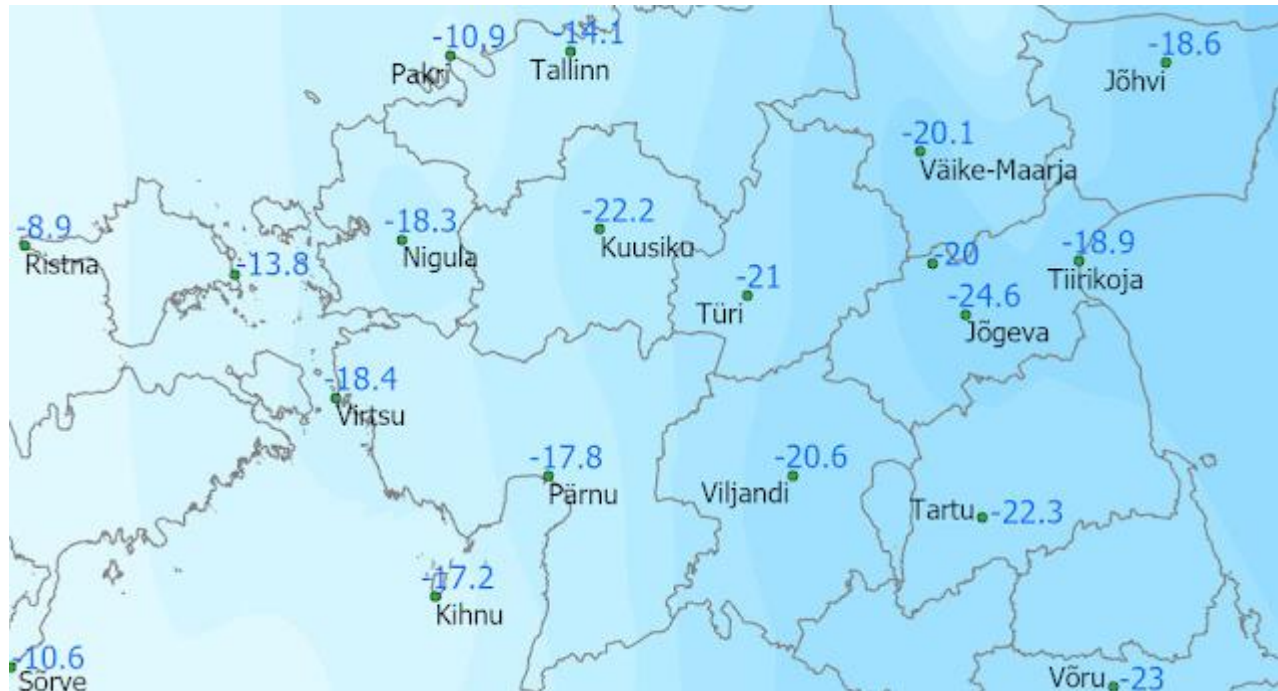 -10,9
Pakri
-14.1
Tallinn
-18.6
Jõhvi
-20.1
Väike-Maarja
-8.9
Ristna
-13.8
-18.3
Nigula
-22.2
Kuusiku
-21
Türi
-20
-18.9
Tiirikoja
-24.6
Jõgeva
-18.4
Virtsu
-17.8
Pärnu
-20.6
Viljandi
Tartu -22.3
-17.2
Kihnu
-10.6
Sõrve
Võru -23